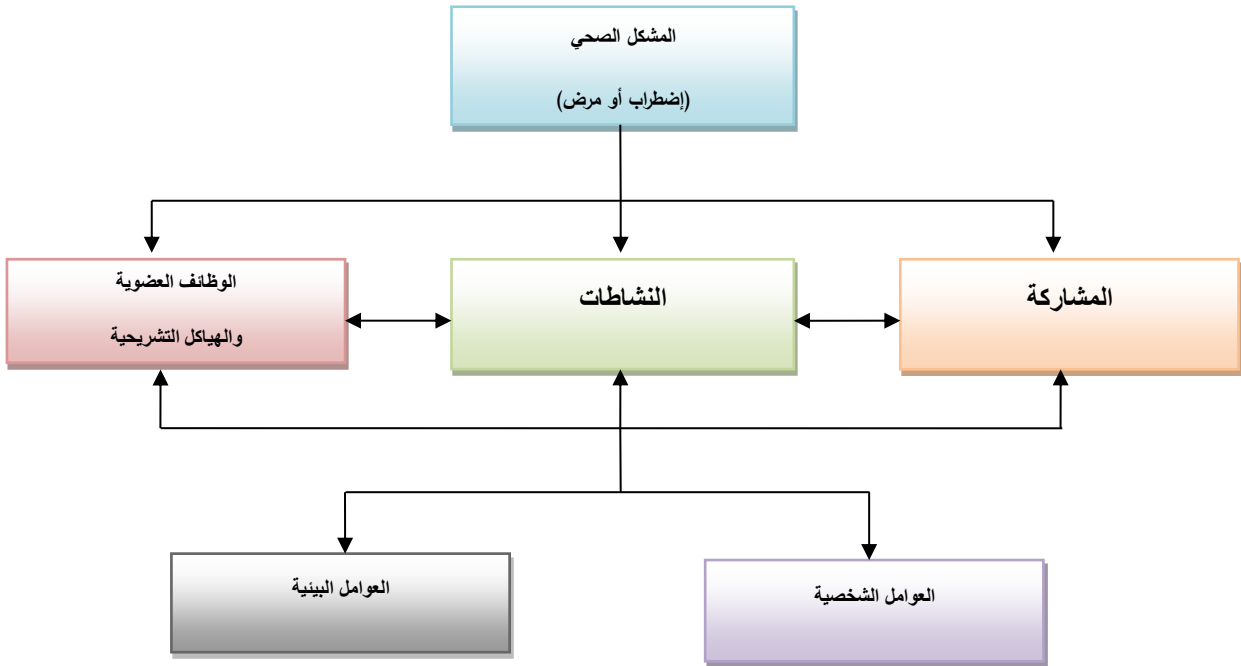 المشكل الصحي
(إضطراب أو مرض)
المشاركة
النشاطات
الوظائف العضوية
والهياكل التشريحية
العوامل الشخصية
العوامل البيئية